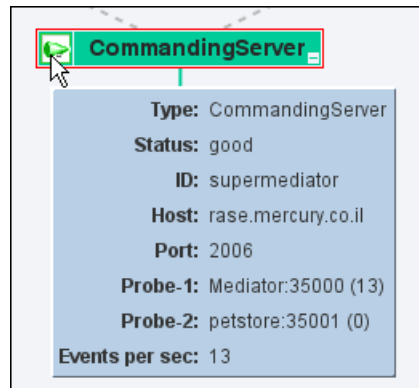 CommandingServer
Type: CommandingServer
Status: good
ID: supermediator
Host: rase.mercury.co.il
Port: 2006
Probe-1: Mediator:35000 (13)
Probe-2: petstore:35001 (0)
Events per sec: 13